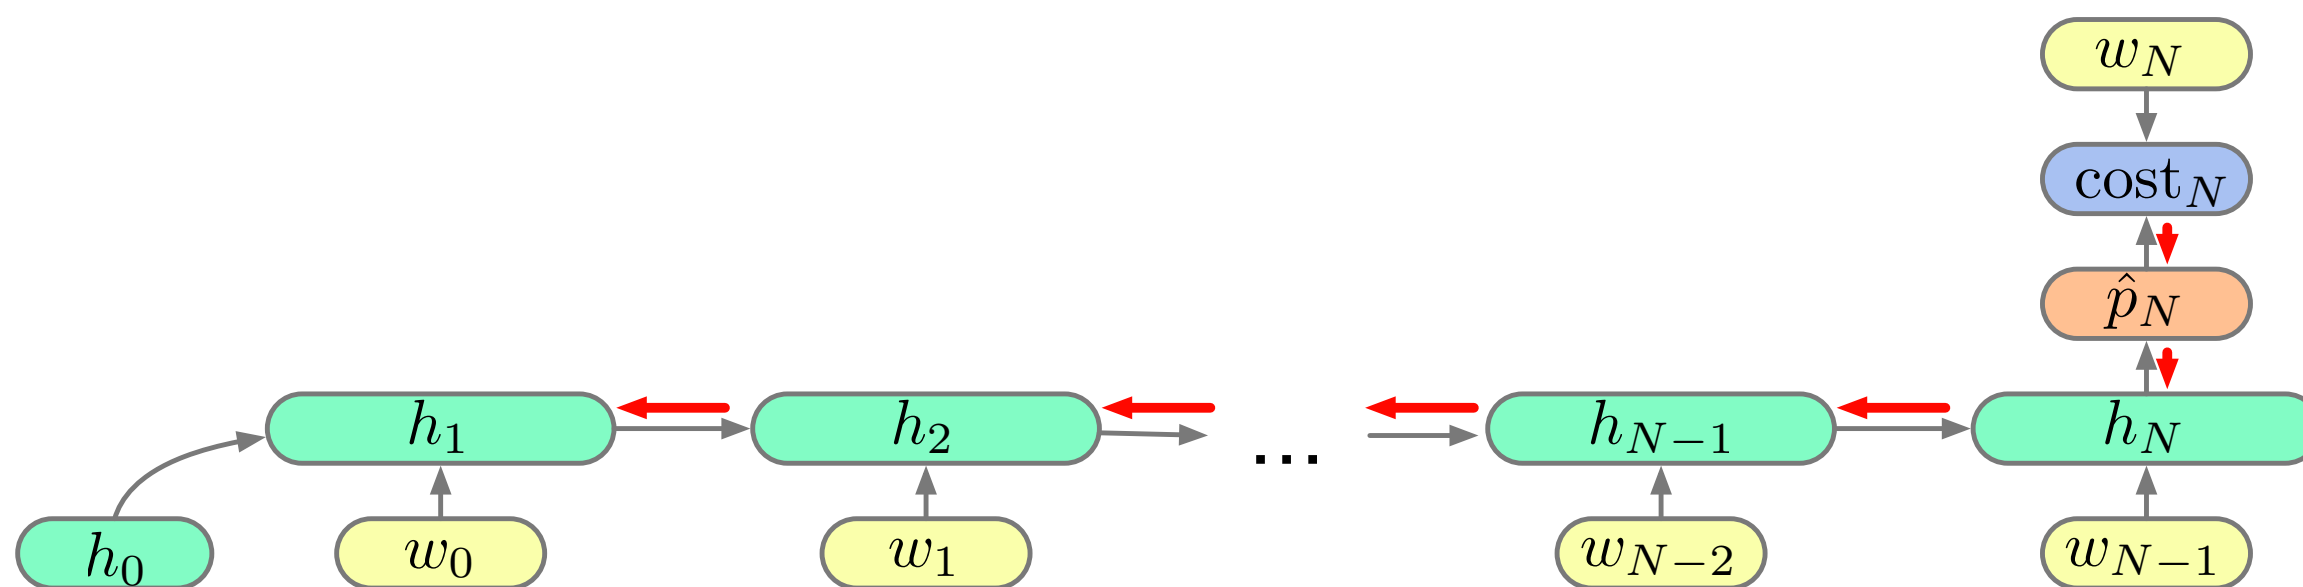 w_N
cost_N
p̂_N
h_1 h_2 ... h_{N−1} h_N
h_0 w_0 w_1 w_{N−2} w_{N−1}